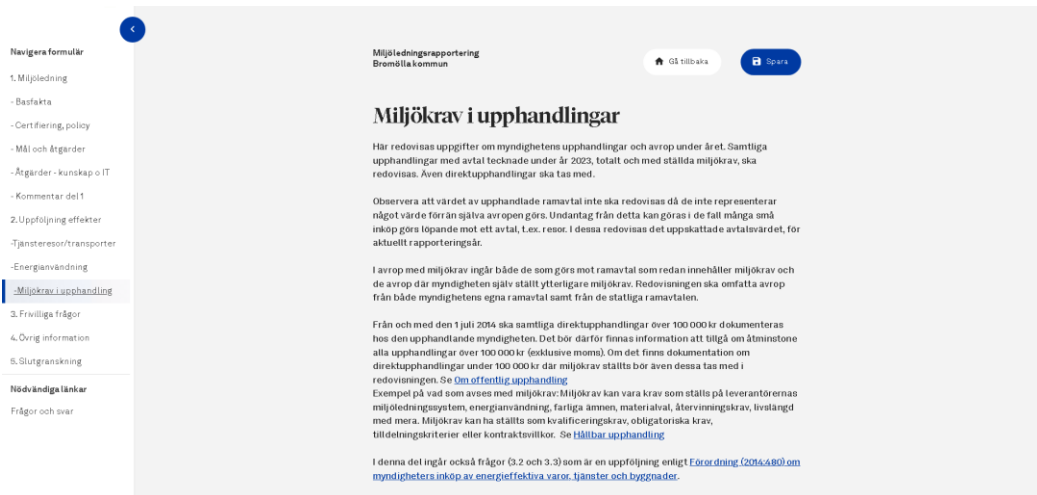 Navigera formulär
1. Miljöledning
- Basfakta
- Certifiering, policy
- Mål och åtgärder
- Åtgärder - kunskap o IT
- Kommentar del 1
2. Uppföljning effekter
-Tjänsteresor/transporter
-Energianvändning
-Miljökrav i upphandling
3. Frivilliga frågor
4. Övrig information
5. Slutgranskning
Nödvändiga länkar
Frågor och svar
Miljöledningsrapportering
Bromölla kommun
Gå tillbaka
Spara
Miljökrav i upphandlingar
Här redovisas uppgifter om myndighetens upphandlingar och avrop under året. Samtliga
upphandlingar med avtal tecknade under år 2023, totalt och med ställda miljökrav, ska
redovisas. Även direktupphandlingar ska tas med.
Observera att värdet av upphandlade ramavtal inte ska redovisas då de inte representerar
något värde förrän själva avropen görs. Undantag från detta kan göras i de fall många små
inköp görs löpande mot ett avtal, t.ex. resor. I dessa redovisas det uppskattade avtalsvärdet, för
aktuellt rapporteringsår.
I avrop med miljökrav ingår både de som görs mot ramavtal som redan innehåller miljökrav och
de avrop där myndigheten själv ställt ytterligare miljökrav. Redovisningen ska omfatta avrop
från både myndighetens egna ramavtal samt från de statliga ramavtalen.
Från och med den 1 juli 2014 ska samtliga direktupphandlingar över 100 000 kr dokumenteras
hos den upphandlande myndigheten. Det bör därför finnas information att tillgå om åtminstone
alla upphandlingar över 100 000 kr (exklusive moms). Om det finns dokumentation om
direktupphandlingar under 100 000 kr där miljökrav ställts bör även dessa tas med i
redovisningen. Se Om offentlig upphandling
Exempel på vad som avses med miljökrav: Miljökrav kan vara krav som ställs på leverantörernas
miljöledningssystem, energianvändning, farliga ämnen, materialval, återvinningskrav, livslängd
med mera. Miljökrav kan ha ställts som kvalificeringskrav, obligatoriska krav,
tilldelningskriterier eller kontraktsvillkor. Se Hållbar upphandling
I denna del ingår också frågor (3.2 och 3.3) som är en uppföljning enligt Förordning (2014:480) om
myndigheters inköp av energieffektiva varor, tjänster och byggnader.